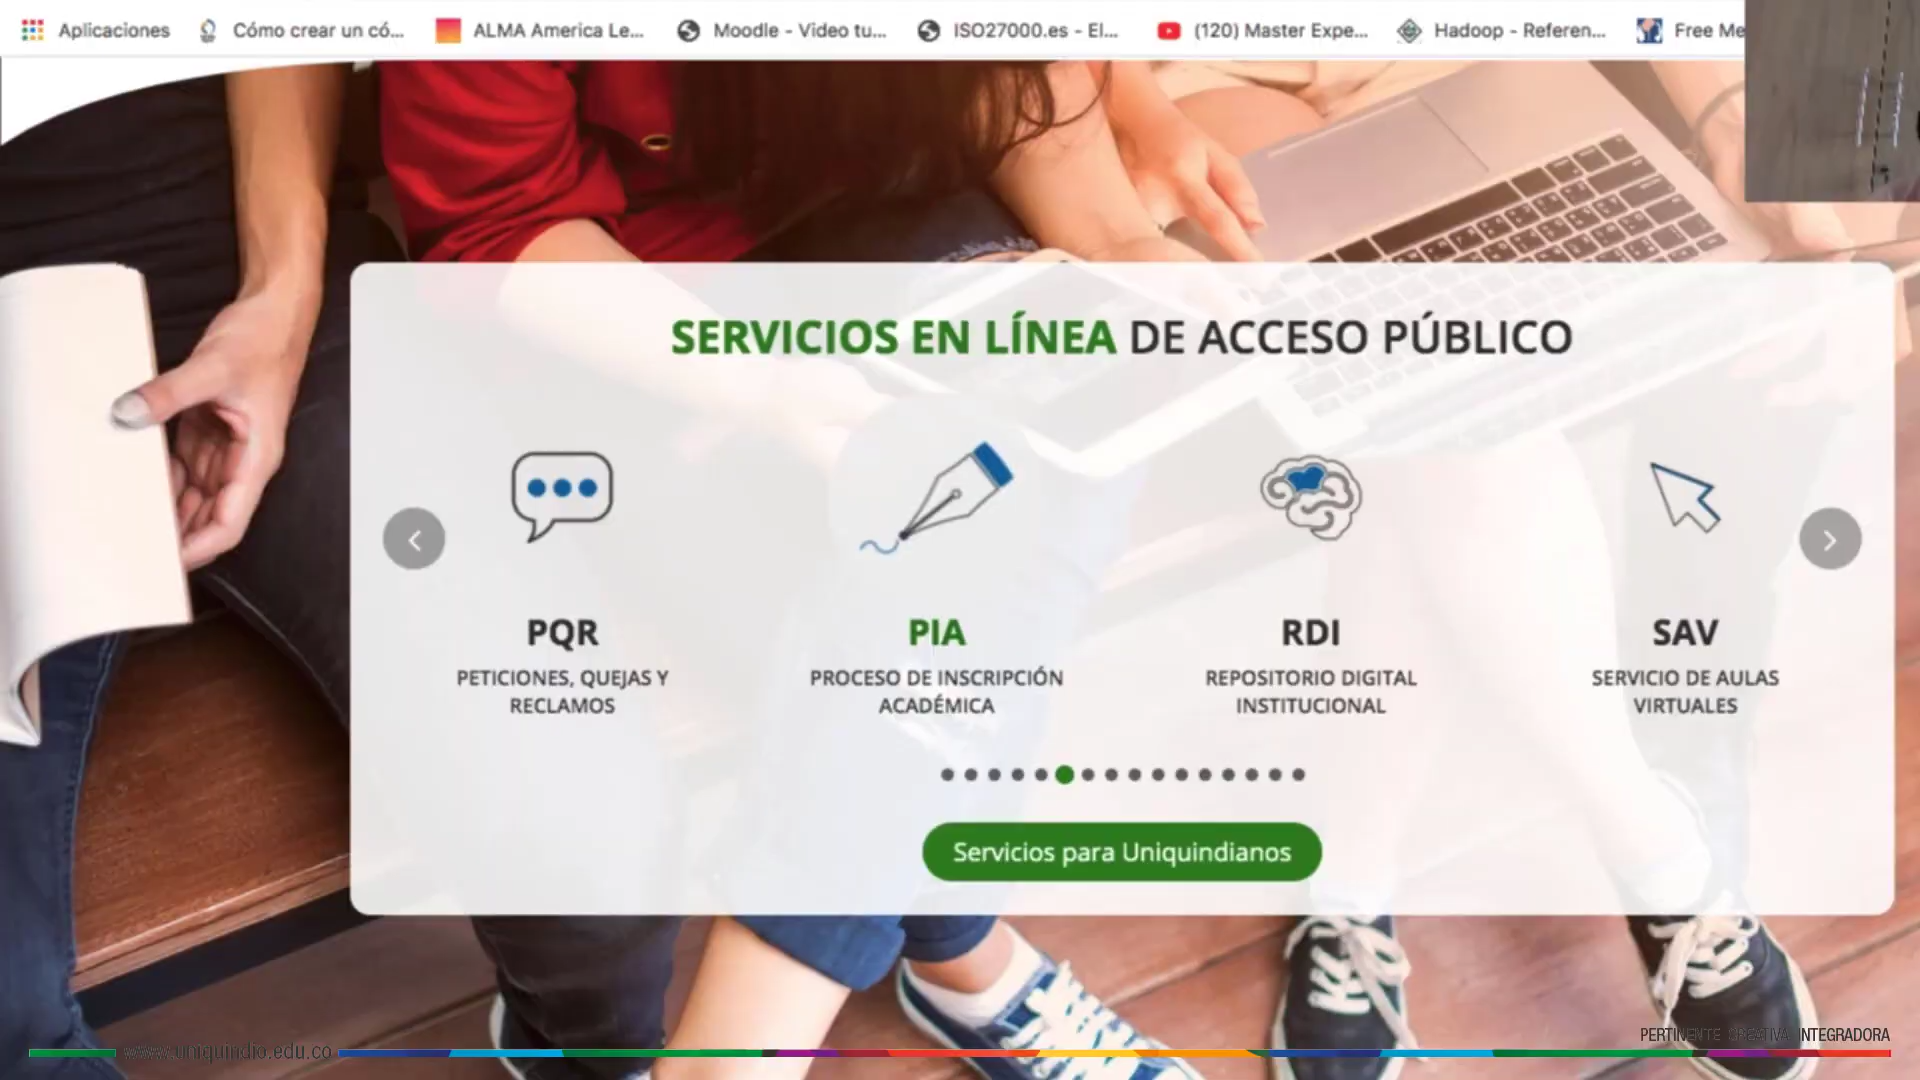 Aplicaciones
Cómo crear un có...
ALMA America Le...
Moodle - Video tu...
ISO27000.es - El...
(120) Master Expe...
Hadoop - Referen...
Free Me
SERVICIOS EN LÍNEA DE ACCESO PÚBLICO
PQR
PETICIONES, QUEJAS Y
RECLAMOS
PIA
PROCESO DE INSCRIPCIÓN
ACADÉMICA
RDI
REPOSITORIO DIGITAL
INSTITUCIONAL
SAV
SERVICIO DE AULAS
VIRTUALES
Servicios para Uniquindianos
PERTINENTE CREATIVA INTEGRADORA
www.uniquindio.edu.co